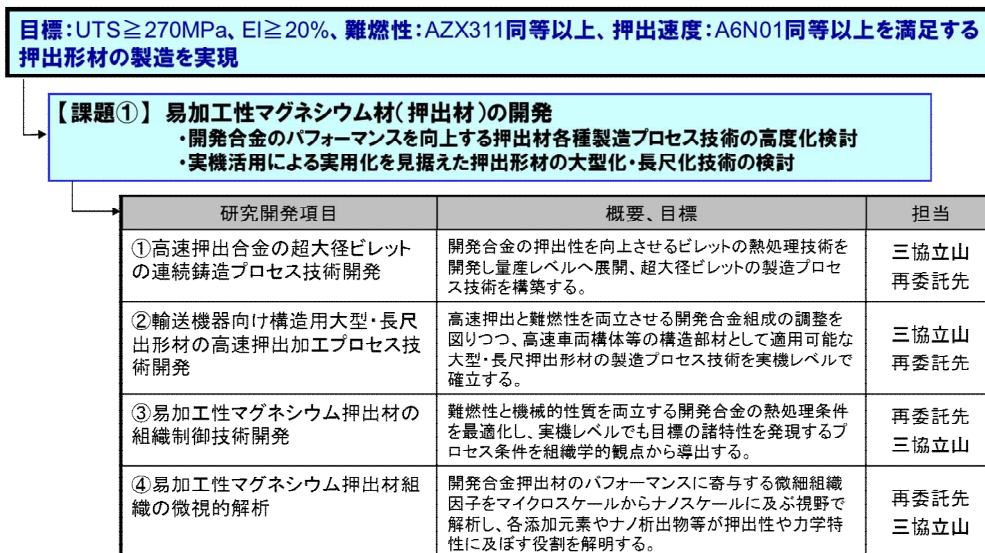 目標:UTS≧270MPa、El≧20%、難燃性:AZX311同等以上、押出速度:A6N01同等以上を満足する
押出形材の製造を実現
【課題①】 易加工性マグネシウム材(押出材)の開発
・開発合金のパフォーマンスを向上する押出材各種製造プロセス技術の高度化検討
・実機活用による実用化を見据えた押出形材の大型化・長尺化技術の検討
研究開発項目
概要、目標
担当
①高速押出合金の超大径ビレット
の連続鋳造プロセス技術開発
開発合金の押出性を向上させるビレットの熱処理技術を
開発し量産レベルへ展開、超大径ビレットの製造プロセ
ス技術を構築する。
三協立山
再委託先
②輸送機器向け構造用大型・長尺
出形材の高速押出加工プロセス技
術開発
高速押出と難燃性を両立させる開発合金組成の調整を
図りつつ、高速車両構体等の構造部材として適用可能な
大型・長尺押出形材の製造プロセス技術を実機レベルで
確立する。
三協立山
再委託先
③易加工性マグネシウム押出材の
組織制御技術開発
難燃性と機械的性質を両立する開発合金の熱処理条件
を最適化し、実機レベルでも目標の諸特性を発現するプ
ロセス条件を組織学的観点から導出する。
再委託先
三協立山
④易加工性マグネシウム押出材組
織の微視的解析
開発合金押出材のパフォーマンスに寄与する微細組織
因子をマイクロスケールからナノスケールに及ぶ視野で
解析し、各添加元素やナノ析出物等が押出性や力学特
性に及ぼす役割を解明する。
再委託先
三協立山